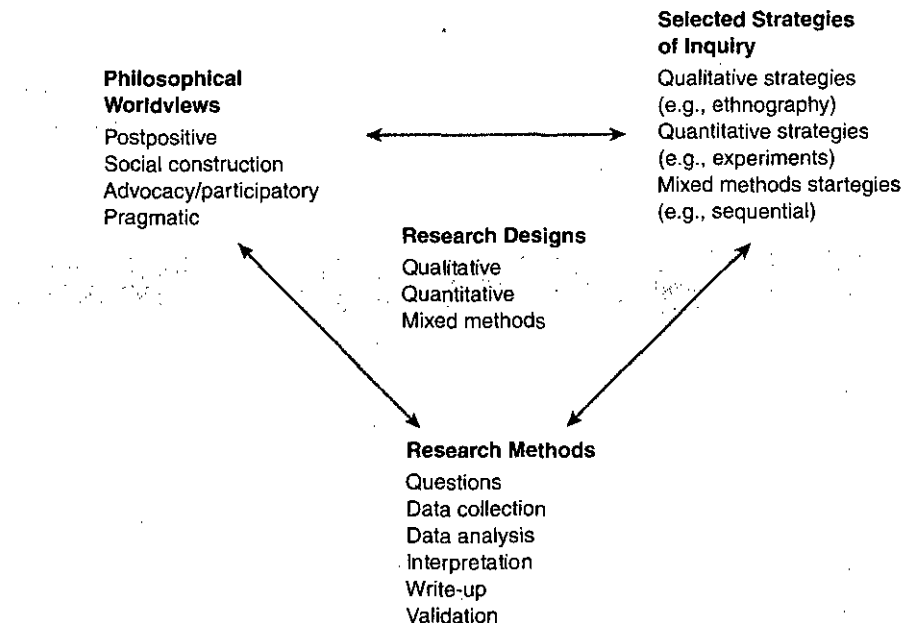 Philosophical
Worldviews
Postpositive
Social construction
Advocacy/participatory
Pragmatic
Selected Strategies
of Inquiry
Qualitative strategies
(e.g., ethnography)
Quantitative strategies
(e.g., experiments)
Mixed methods startegies
(e.g., sequential)
Research Designs
Qualitative
Quantitative
Mixed methods
Research Methods
Questions
Data collection
Data analysis
Interpretation
Write-up
Validation